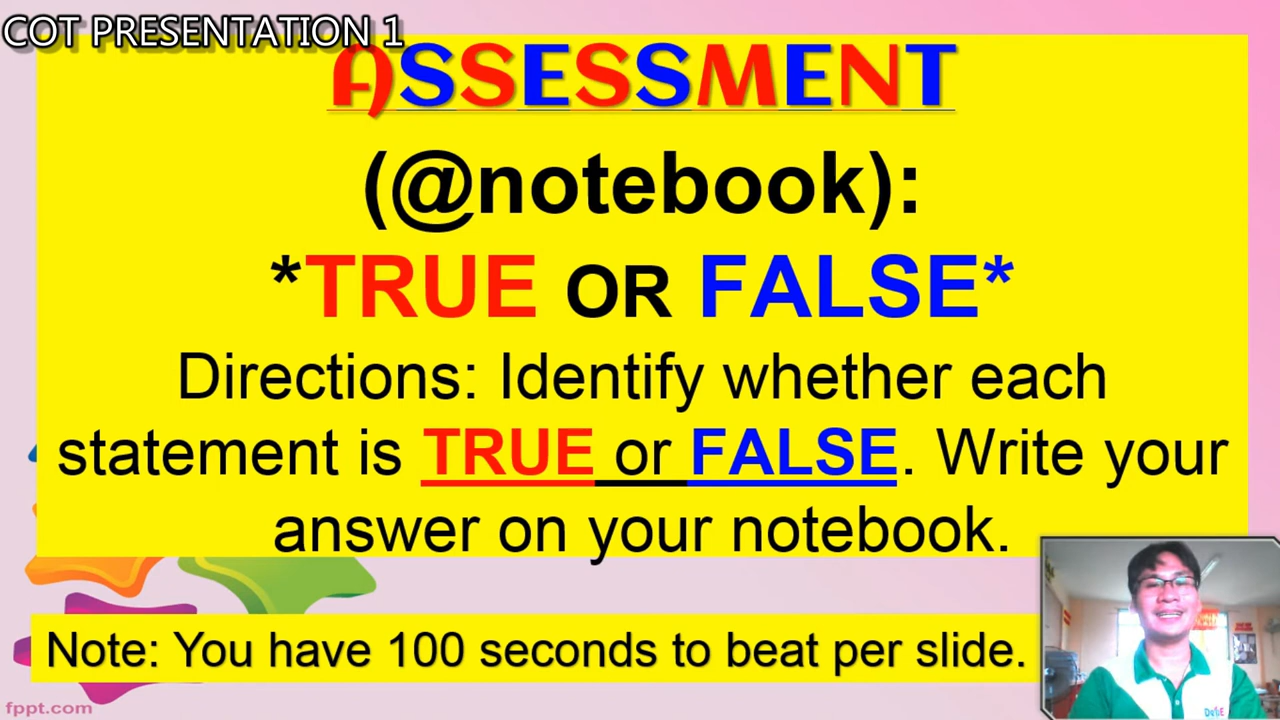 COT PRESENTATION 1
ASSESSMENT
(@notebook):
*TRUE OR FALSE*
Directions: Identify whether each
statement is TRUE or FALSE. Write your
answer on your notebook.
Note: You have 100 seconds to beat per slide.
fppt.com